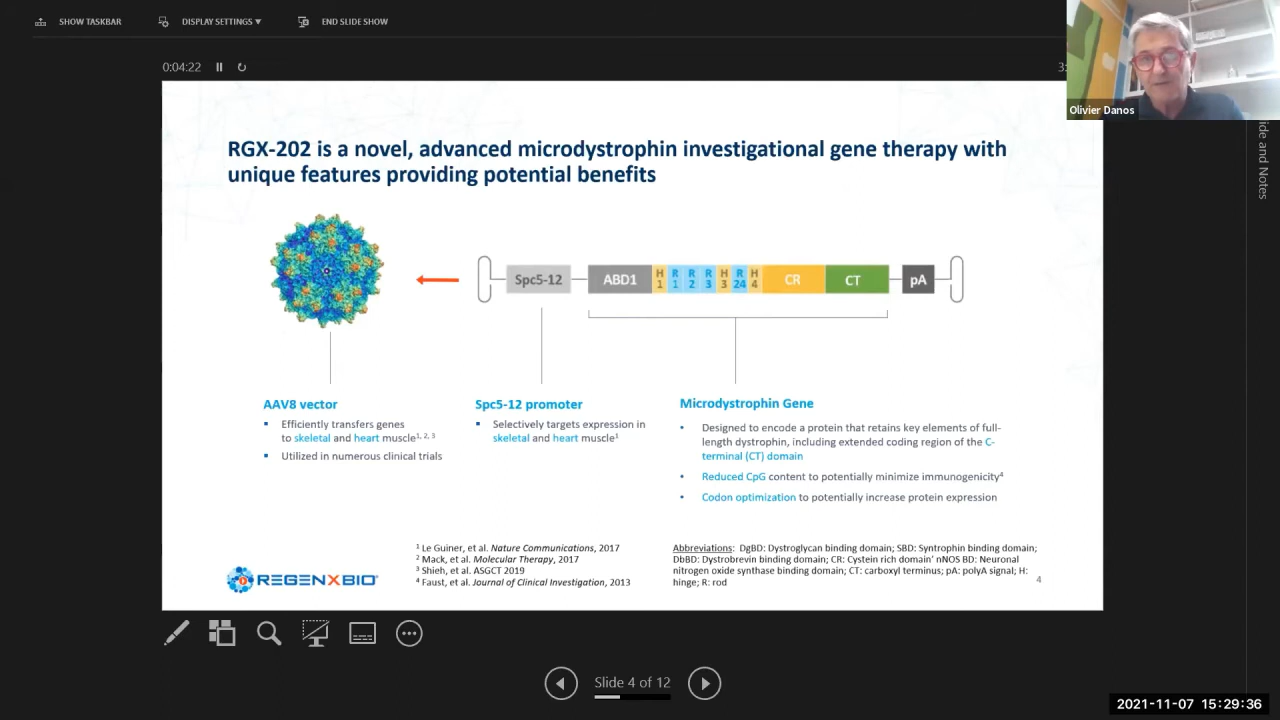 SHOW TASKBAR
DISPLAY SETTINGS ▼
END SLIDE SHOW
0:04:22
3:
Olivier Danos
ide and Notes
RGX-202 is a novel, advanced microdystrophin investigational gene therapy with
unique features providing potential benefits
Spc5-12
ABD1
H 1
R 1
R 2
R 3
H 3
R 24
H 4
CR
CT
pA
AAV8 vector
▪ Efficiently transfers genes
to skeletal and heart muscle1, 2, 3
▪ Utilized in numerous clinical trials
Spc5-12 promoter
▪ Selectively targets expression in
skeletal and heart muscle1
Microdystrophin Gene
• Designed to encode a protein that retains key elements of full-
length dystrophin, including extended coding region of the C-
terminal (CT) domain
• Reduced CpG content to potentially minimize immunogenicity4
• Codon optimization to potentially increase protein expression
REGENXBIO
1 Le Guiner, et al. Nature Communications, 2017
2 Mack, et al. Molecular Therapy, 2017
3 Shieh, et al. ASGCT 2019
4 Faust, et al. Journal of Clinical Investigation, 2013
Abbreviations: DgBD: Dystroglycan binding domain; SBD: Syntrophin binding domain;
DbBD: Dystrobrevin binding domain; CR: Cystein rich domain' nNOS BD: Neuronal
nitrogen oxide synthase binding domain; CT: carboxyl terminus; pA: polyA signal; H:
hinge; R: rod
4
Slide 4 of 12
2021-11-07 15:29:36